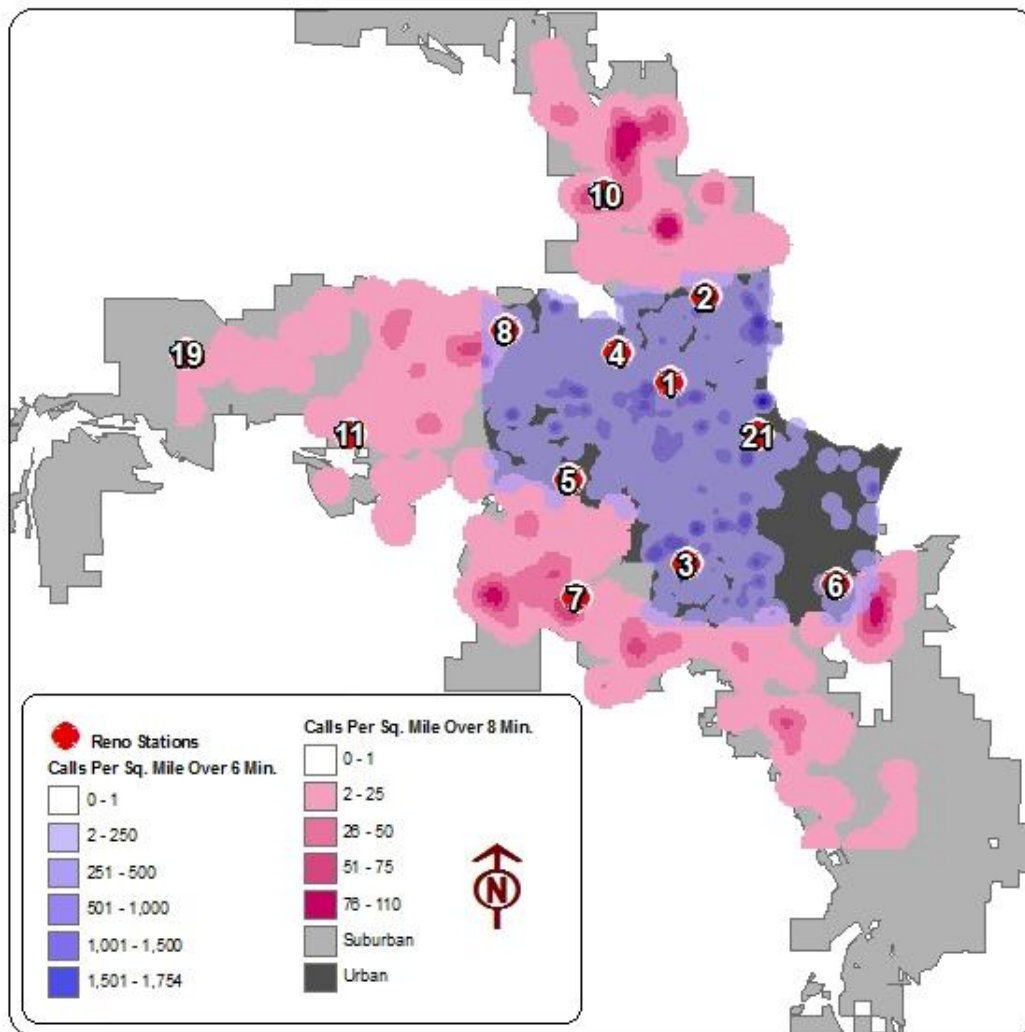 10
2
8
19
4
1
11
21
5
3
6
7
Reno Stations
Calls Per Sq. Mile Over 6 Min.
0 - 1
2 - 250
251 - 500
501 - 1,000
1,001 - 1,500
1,501 - 1,754
Calls Per Sq. Mile Over 8 Min.
0 - 1
2 - 25
26 - 50
51 - 75
76 - 110
Suburban
Urban
N